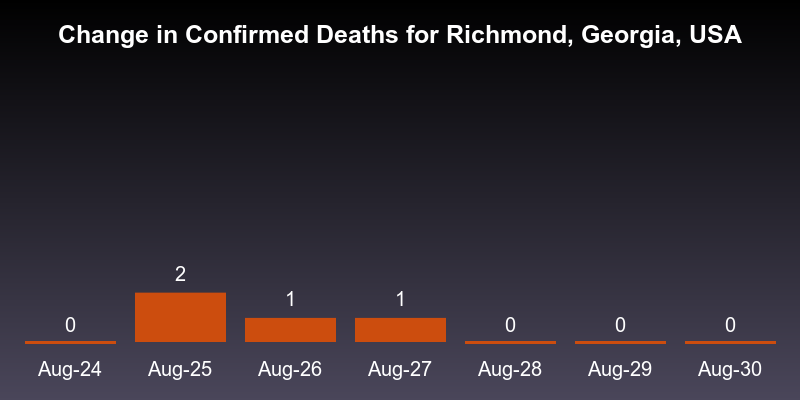 Change in Confirmed Deaths for Richmond, Georgia, USA
0 2 1 1 0 0 0
Aug-24 Aug-25 Aug-26 Aug-27 Aug-28 Aug-29 Aug-30